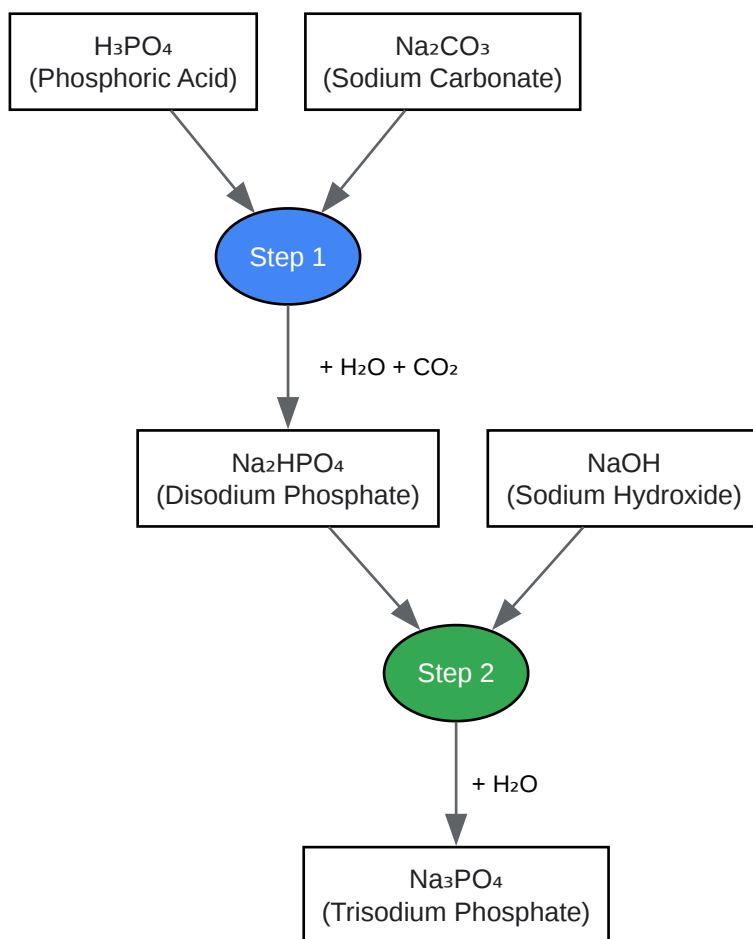 H₃PO₄
(Phosphoric Acid)
Na₂CO₃
(Sodium Carbonate)
Step 1
+ H₂O + CO₂
Na₂HPO₄
(Disodium Phosphate)
NaOH
(Sodium Hydroxide)
Step 2
+ H₂O
Na₃PO₄
(Trisodium Phosphate)